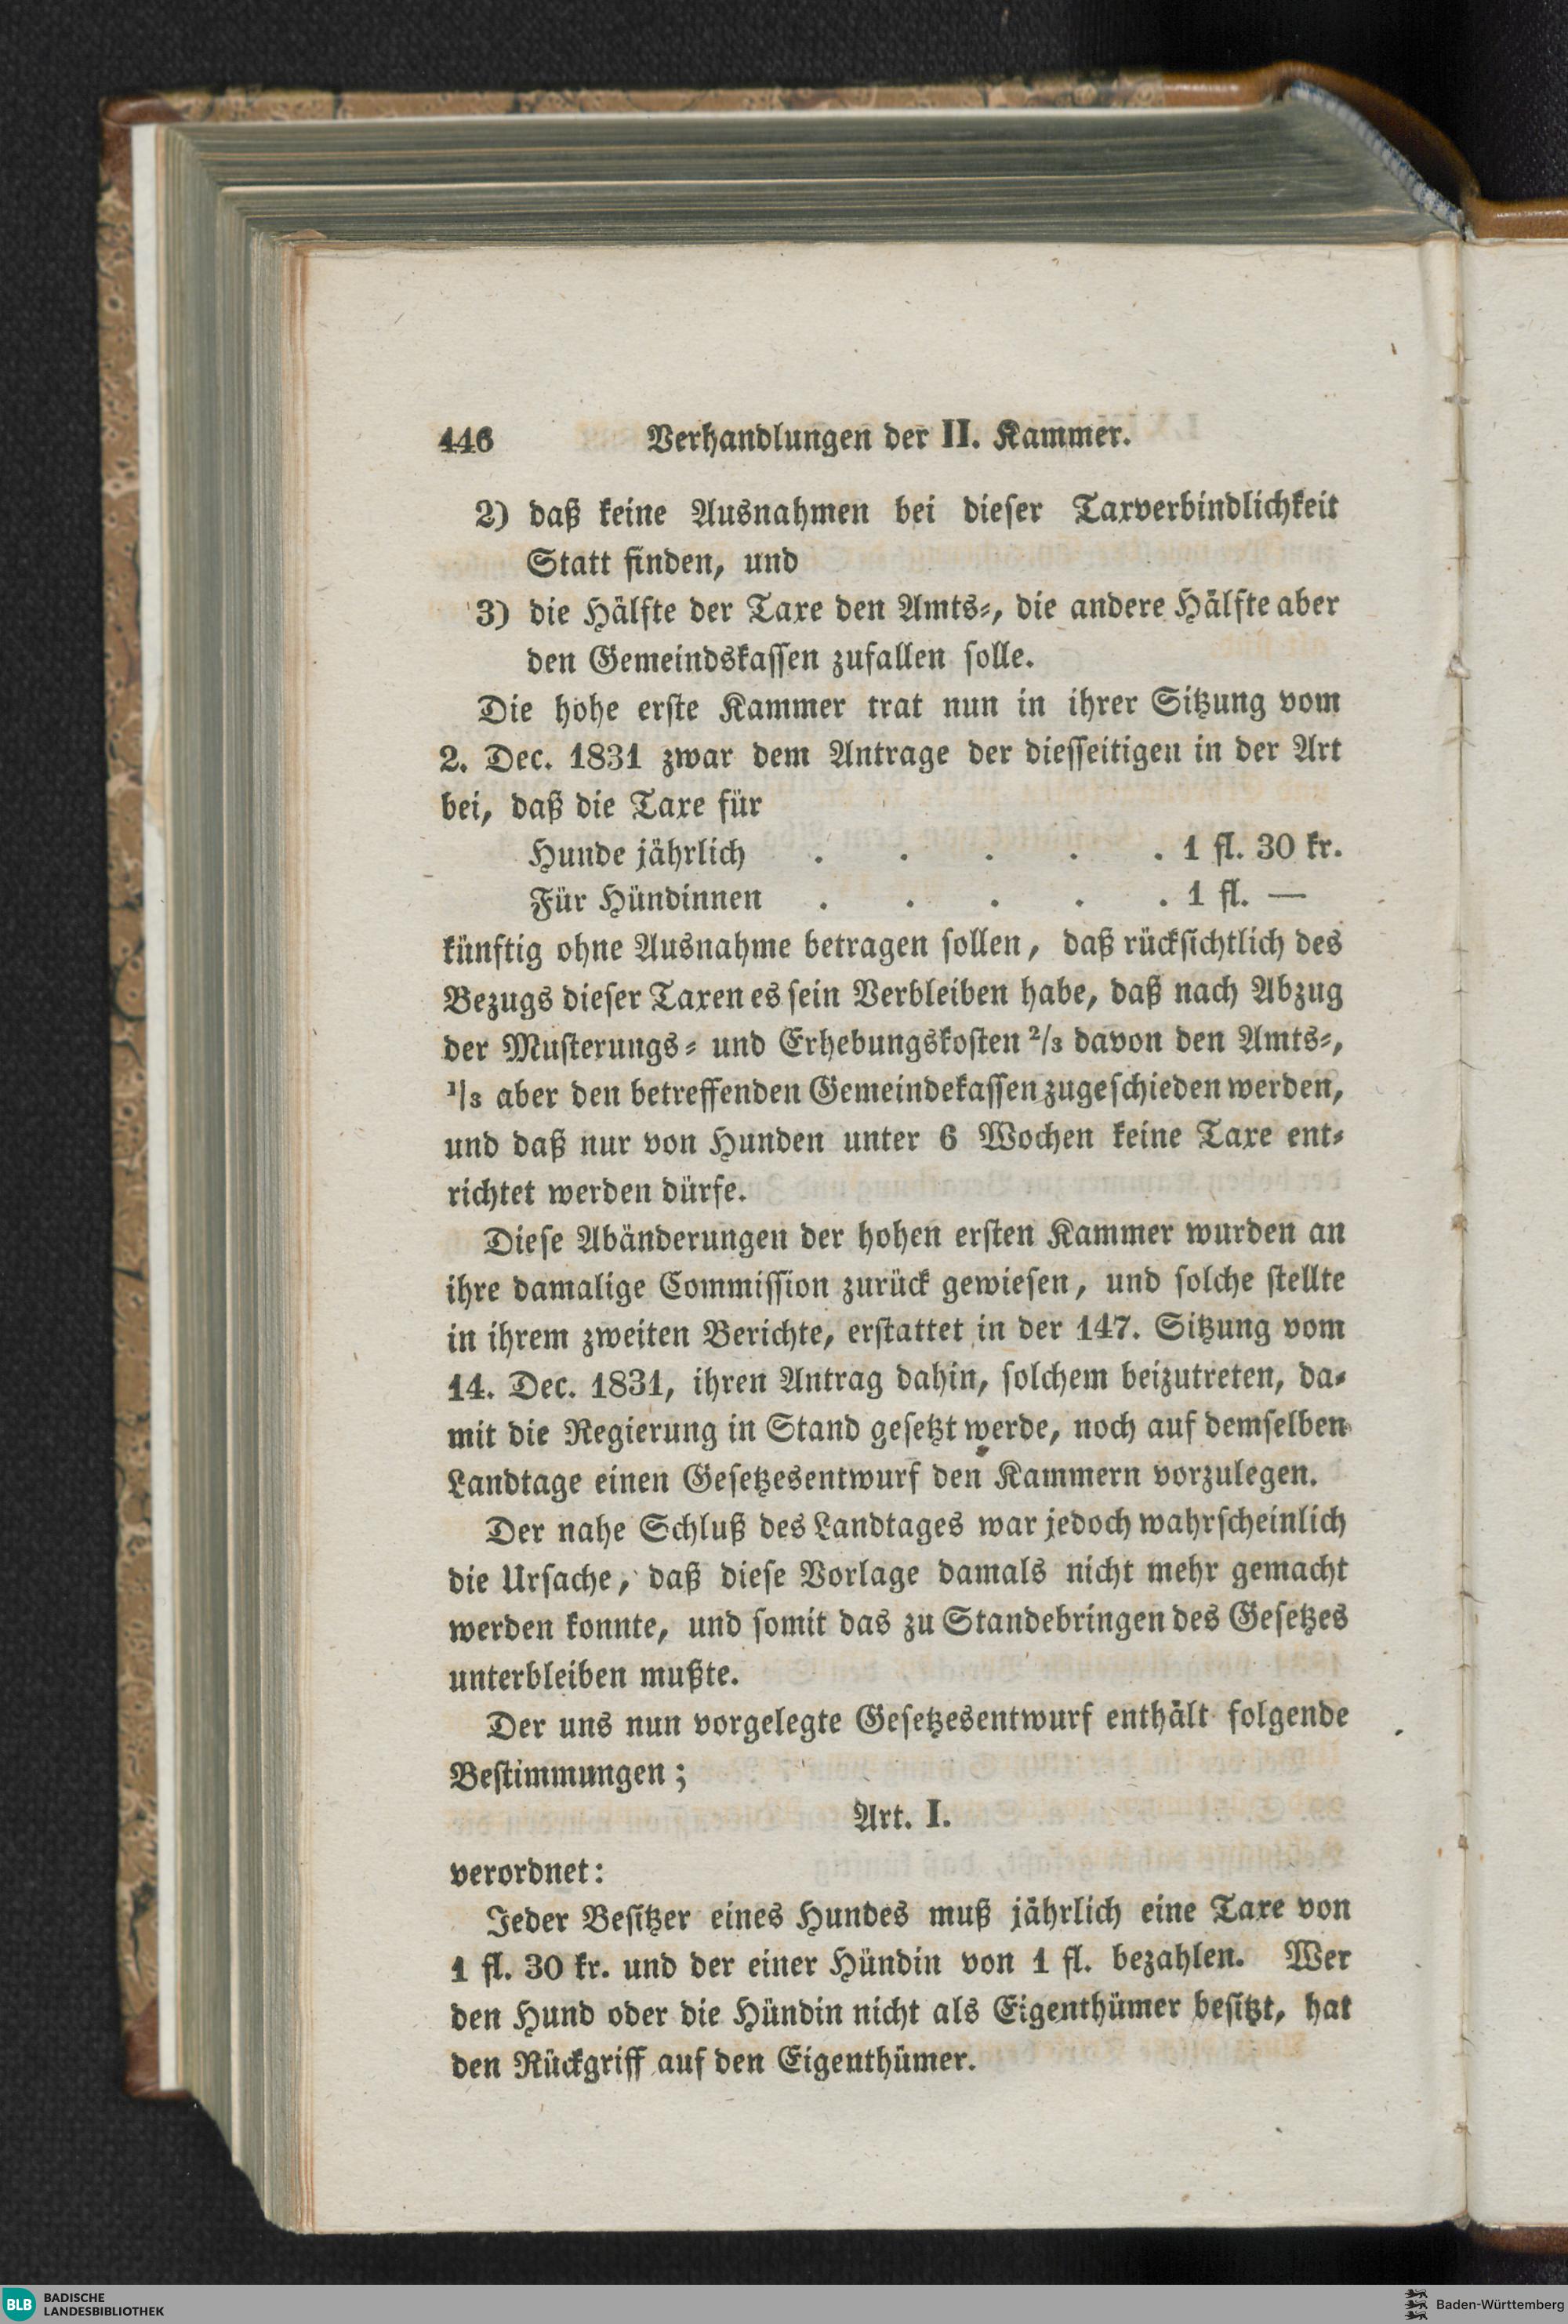 446 Verhandlungen der II. Kammer.
2) daß keine Ausnahmen bei dieser Taxverbindlichkeit
Statt finden, und
3) die Hälfte der Taxe den Amts-, die andere Hälfte aber
den Gemeindskassen zufallen solle.
Die hohe erste Kammer trat nun in ihrer Sitzung vom
2. Dec. 1831 zwar dem Antrage der diesseitigen in der Art
bei, daß die Taxe für
Hunde jährlich . . . . . 1 fl. 30 kr.
Für Hündinnen . . . . . 1 fl. —
künftig ohne Ausnahme betragen sollen, daß rücksichtlich des
Bezugs dieser Taxen es sein Verbleiben habe, daß nach Abzug
der Musterungs- und Erhebungskosten 2/3 davon den Amts-,
1/3 aber den betreffenden Gemeindekassen zugeschieden werden,
und daß nur von Hunden unter 6 Wochen keine Taxe ent-
richtet werden dürfe.
Diese Abänderungen der hohen ersten Kammer wurden an
ihre damalige Commission zurück gewiesen, und solche stellte
in ihrem zweiten Berichte, erstattet in der 147. Sitzung vom
14. Dec. 1831, ihren Antrag dahin, solchem beizutreten, da-
mit die Regierung in Stand gesetzt werde, noch auf demselben
Landtage einen Gesetzesentwurf den Kammern vorzulegen.
Der nahe Schluß des Landtages war jedoch wahrscheinlich
die Ursache, daß diese Vorlage damals nicht mehr gemacht
werden konnte, und somit das zu Standebringen des Gesetzes
unterbleiben mußte.
Der uns nun vorgelegte Gesetzesentwurf enthält folgende
Bestimmungen;
Art. I.
verordnet:
Jeder Besitzer eines Hundes muß jährlich eine Taxe von
1 fl. 30 kr. und der einer Hündin von 1 fl. bezahlen. Wer
den Hund oder die Hündin nicht als Eigenthümer besitzt, hat
den Rückgriff auf den Eigenthümer.
BLB BADISCHE
LANDESBIBLIOTHEK
Baden-Württemberg